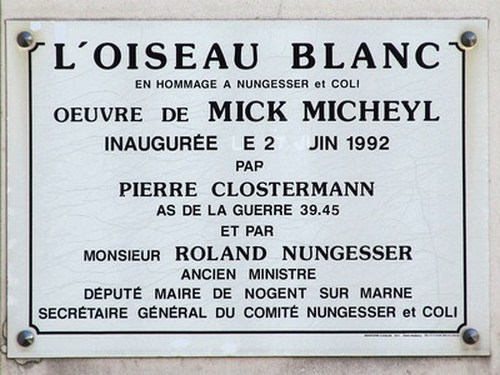 L'OISEAU BLANC
EN HOMMAGE A NUNGESSER et COLI
OEUVRE DE MICK MICHEYL
INAUGURÉE E 2 UIN 1992
PAP
PIERRE CLOSTERMANN
AS DE LA GUERRE 39.45
ET PAR
MONSIEUR ROLAND NUNGESSER
ANCIEN MINISTRE
DÉPUTÉ MAIRE DE NOGENT SUR MARNE
SECRÉTAIRE GÉNÉRAL DU COMITÉ NUNGESSER et COLI